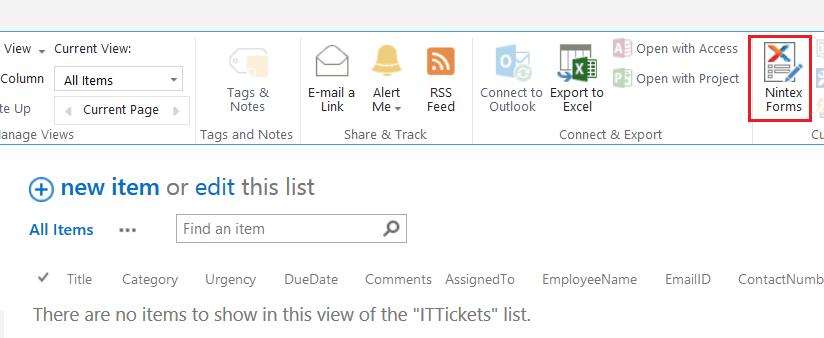 View Current View:
Column All Items
te Up Current Page
Manage Views
Tags &
Notes
Tags and Notes
E-mail a
Link
Alert
Me
RSS
Feed
Share & Track
Connect to
Outlook
Export to
Excel
Open with Access
Open with Project
Connect & Export
Nintex
Forms
Cu
new item or edit this list
All Items ••• Find an item
Title Category Urgency DueDate Comments AssignedTo EmployeeName EmailID ContactNumb
There are no items to show in this view of the "ITTickets" list.